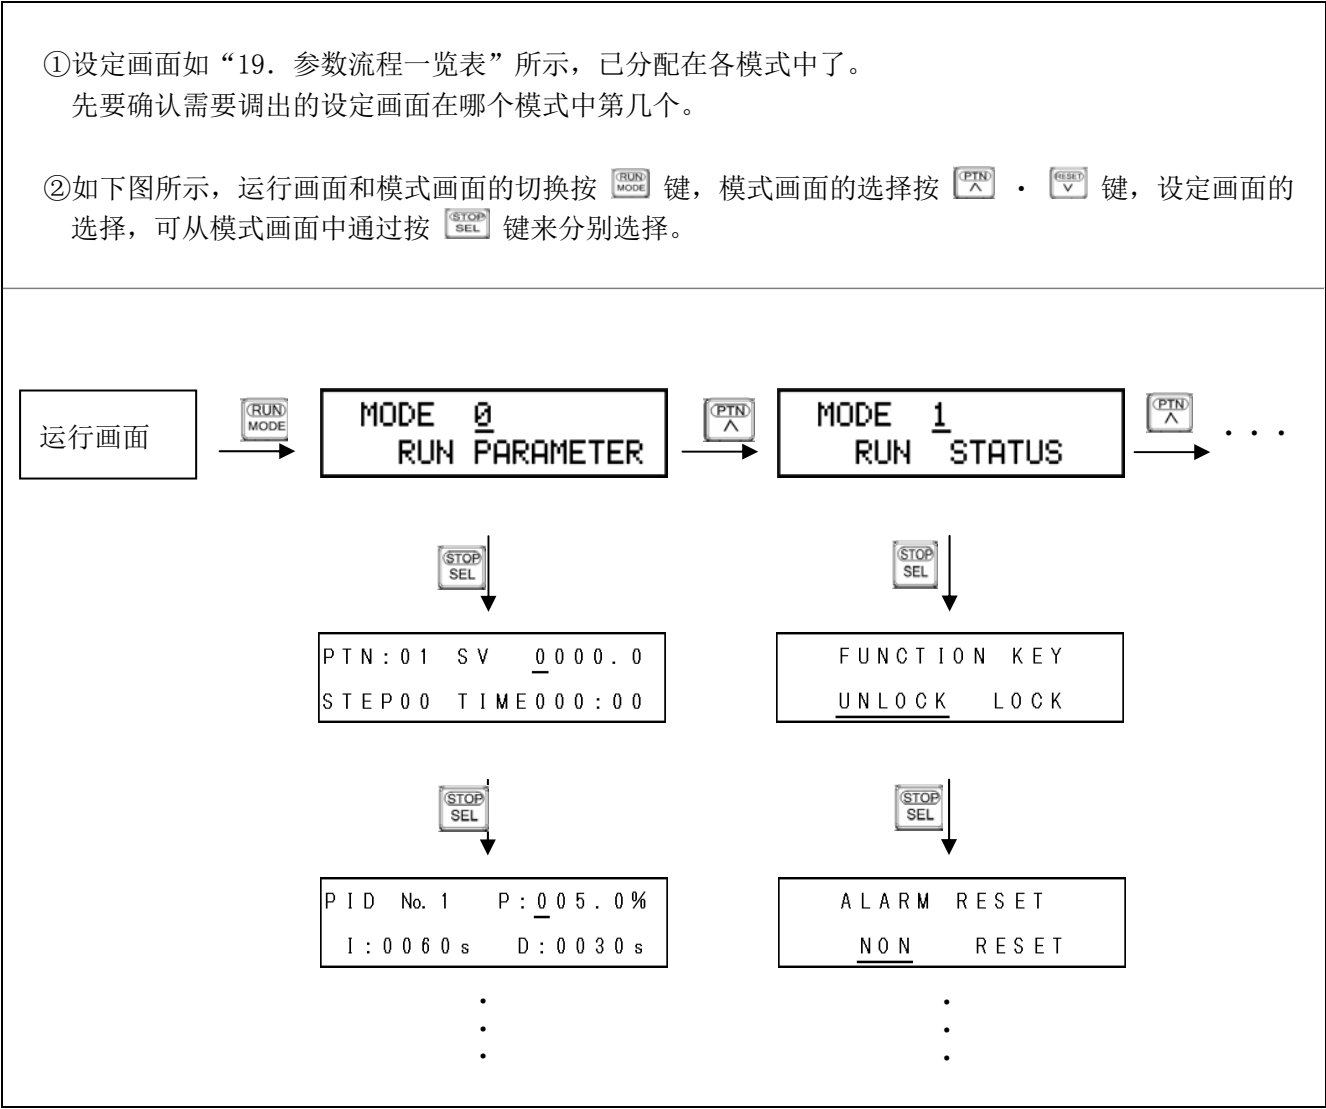 ①设定画面如“19. 参数流程一览表”所示，已分配在各模式中了。
先要确认需要调出的设定画面在哪个模式中第几个。
②如下图所示，运行画面和模式画面的切换按 RUN MODE 键，模式画面的选择按 PTN ∧ · RESET ∨ 键，设定画面的
选择，可从模式画面中通过按 STOP SEL 键来分别选择。
运行画面
RUN
MODE
MODE 0
RUN PARAMETER
PTN
∧
MODE 1
RUN STATUS
PTN
∧
···
STOP
SEL
STOP
SEL
PTN:01 SV 0000.0
STEP00 TIME000:00
FUNCTION KEY
UNLOCK LOCK
STOP
SEL
STOP
SEL
PID No.1 P:005.0%
I:0060s D:0030s
ALARM RESET
NON RESET